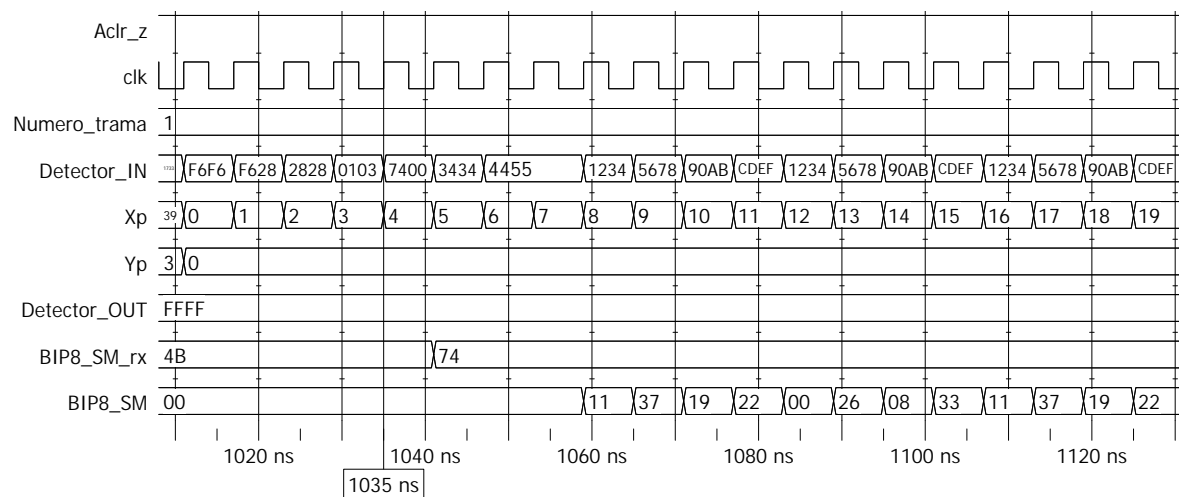 Aclr_z
clk
Numero_trama 1
Detector_IN F6F6 F628 2828 0103 7400 3434 4455 1234 5678 90AB CDEF 1234 5678 90AB CDEF 1234 5678 90AB CDEF
Xp 39 0 1 2 3 4 5 6 7 8 9 10 11 12 13 14 15 16 17 18 19
Yp 3 0
Detector_OUT FFFF
BIP8_SM_rx 4B 74
BIP8_SM 00 11 37 19 22 00 26 08 33 11 37 19 22
1020 ns 1040 ns 1060 ns 1080 ns 1100 ns 1120 ns
1035 ns